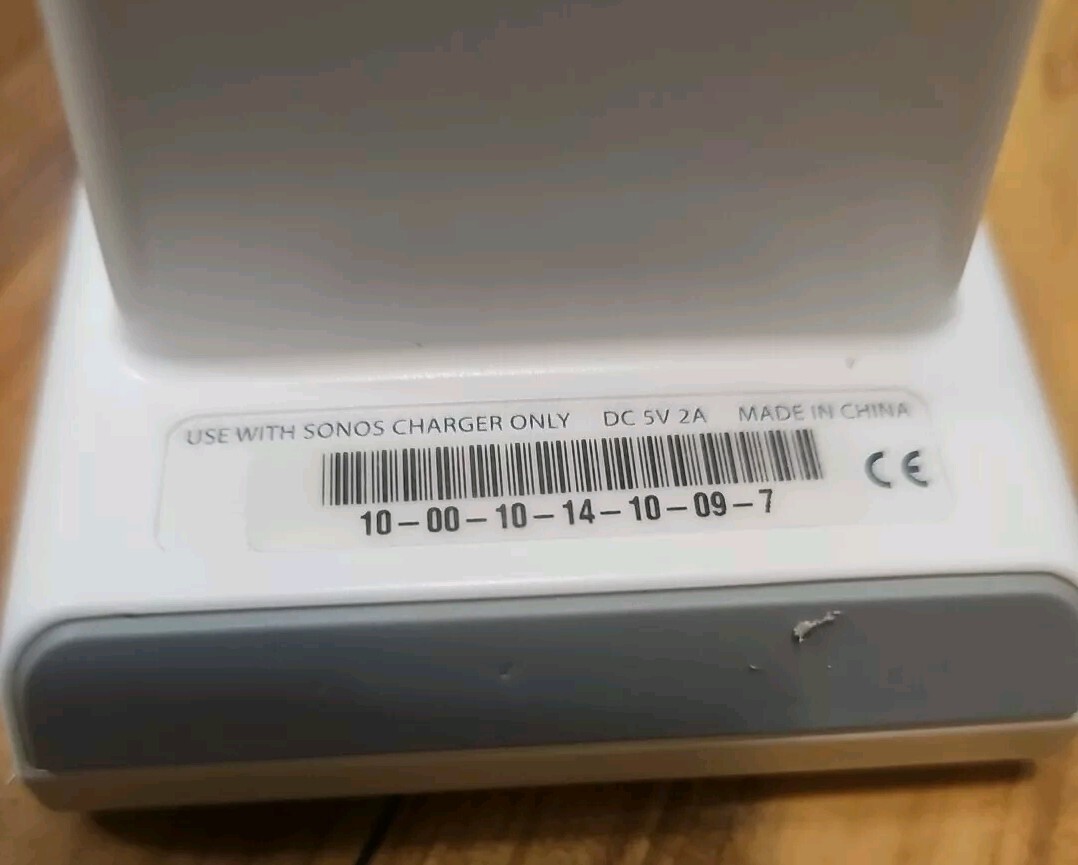 USE WITH SONOS CHARGER ONLY DC 5V 2A MADE IN CHINA
10-00-10-14-10-09-7
CE